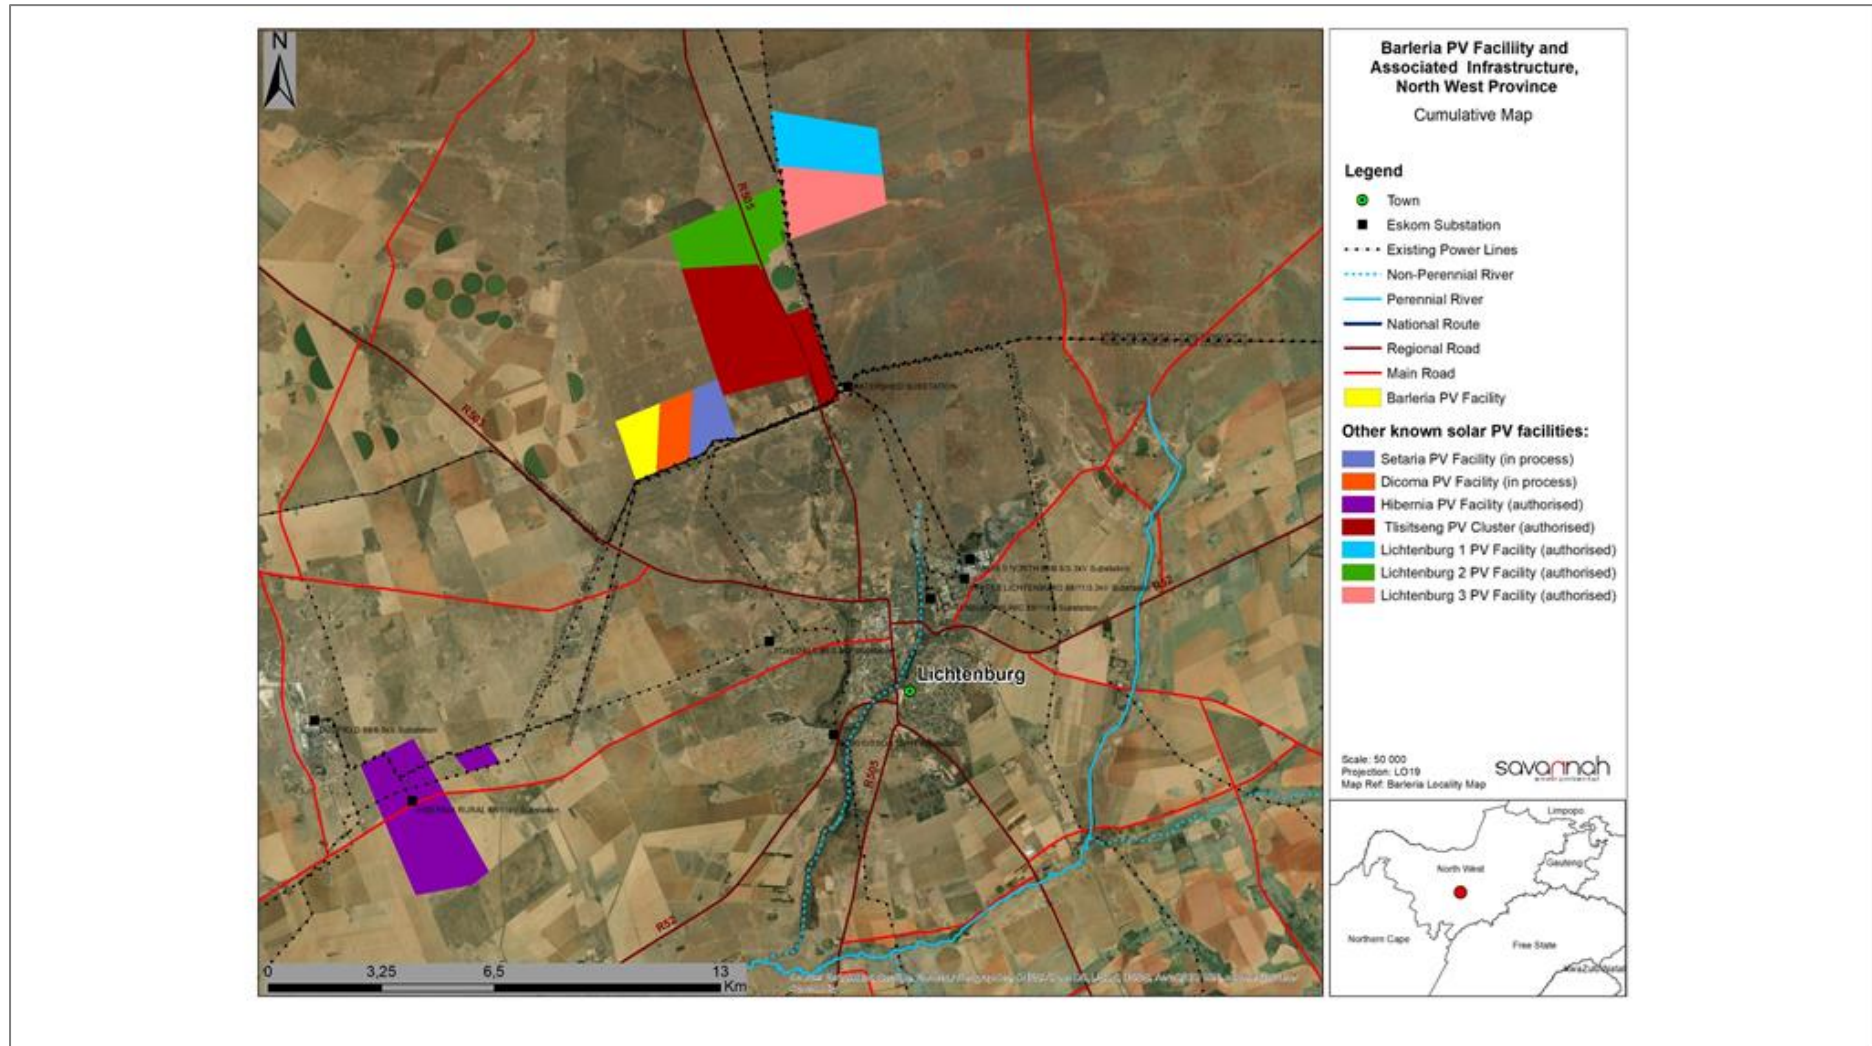 N
R505
R503
WATERSHED SUBSTATION
R52
Lichtenburg
R505
R52
0
3,25
6,5
13
Km
Barleria PV Faciliity and
Associated Infrastructure,
North West Province
Cumulative Map
Legend
Town
Eskom Substation
Existing Power Lines
Non-Perennial River
Perennial River
National Route
Regional Road
Main Road
Barleria PV Facility
Other known solar PV facilities:
Setaria PV Facility (in process)
Dicoma PV Facility (in process)
Hibernia PV Facility (authorised)
Tlisitseng PV Cluster (authorised)
Lichtenburg 1 PV Facility (authorised)
Lichtenburg 2 PV Facility (authorised)
Lichtenburg 3 PV Facility (authorised)
Scale: 50 000
Projection: LO19
Map Ref: Barleria Locality Map
savannah
environmental
Limpopo
North West
Gauteng
Northern Cape
Free State